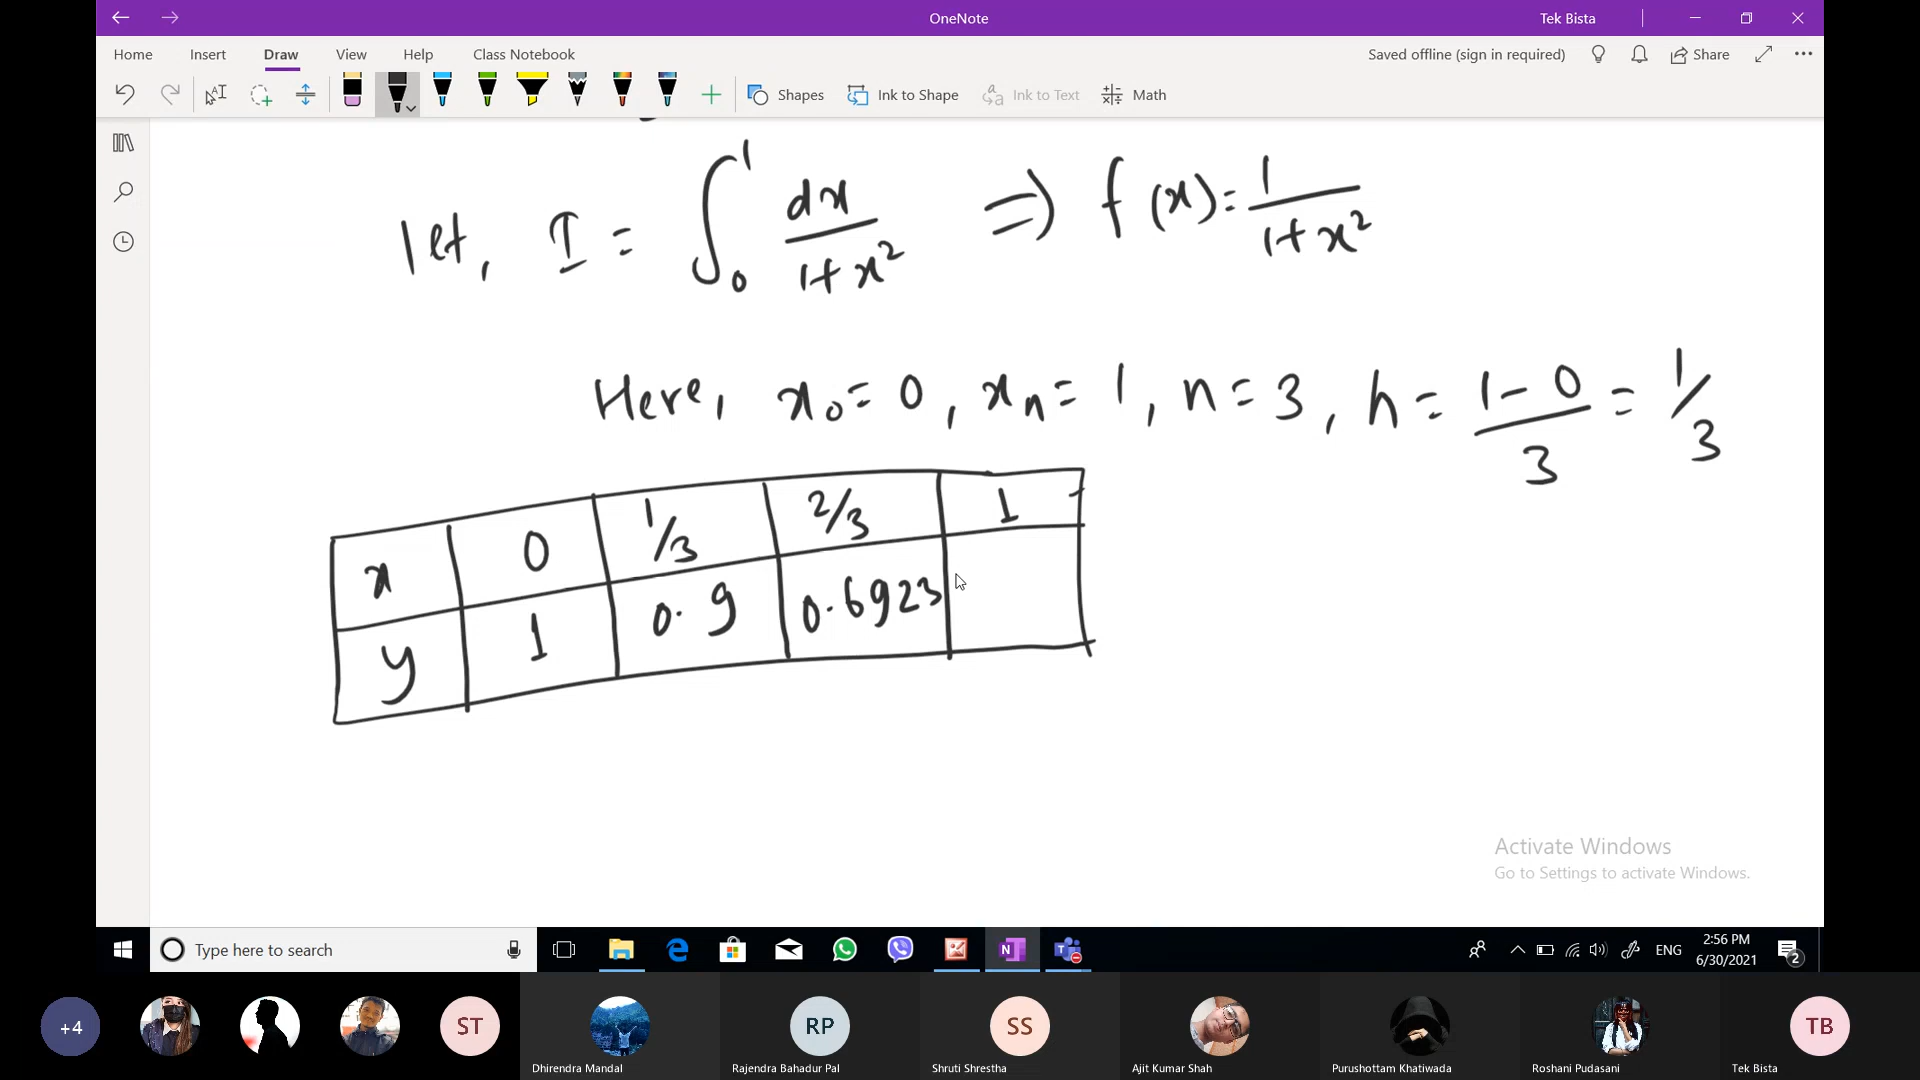 OneNote
Tek Bista
Home Insert Draw View Help Class Notebook
Saved offline (sign in required) Share
Shapes Ink to Shape Ink to Text Math
let, I = ∫₀¹ dx/(1+x²) ⇒ f(x) = 1/(1+x²)
Here, x₀ = 0, xₙ = 1, n = 3, h = (1-0)/3 = 1/3
x 0 1/3 2/3 1
y 1 0.9 0.6923
Activate Windows
Go to Settings to activate Windows.
Type here to search
ENG
2:56 PM
6/30/2021
2
+4 ST RP SS TB
Dhirendra Mandal Rajendra Bahadur Pal Shruti Shrestha Ajit Kumar Shah Purushottam Khatiwada Roshani Pudasani Tek Bista